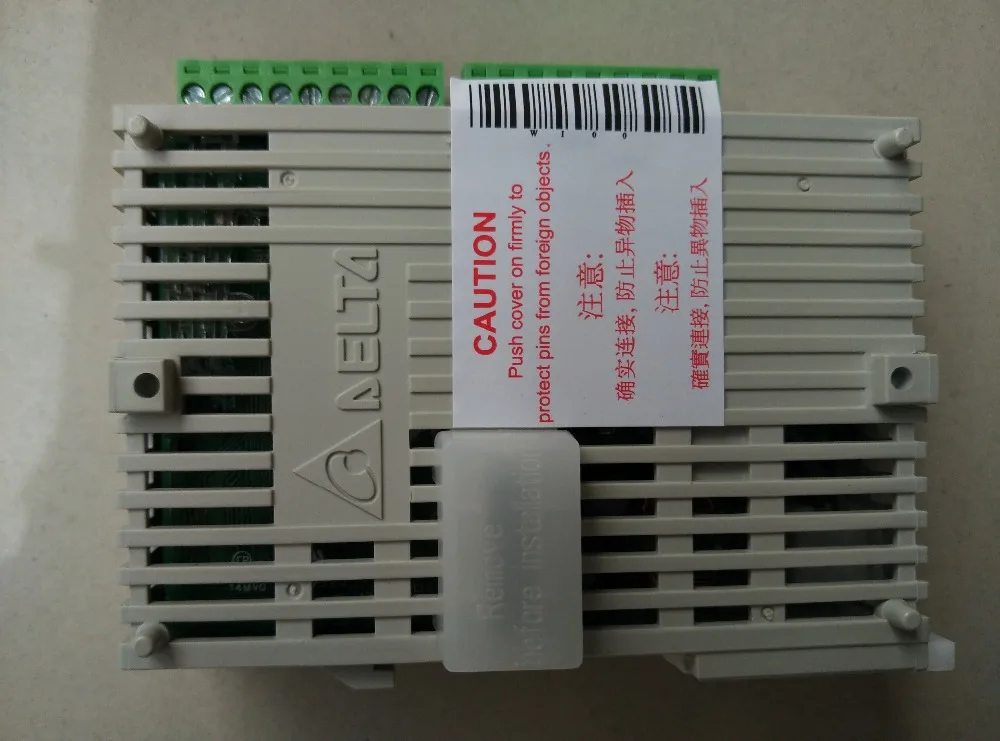 W100
CAUTION
Push cover on firmly to
protect pins from foreign objects.
注意:
确实连接,防止异物插入
注意:
確實連接,防止異物插入
DELTA
Remove
before installation
94MV0